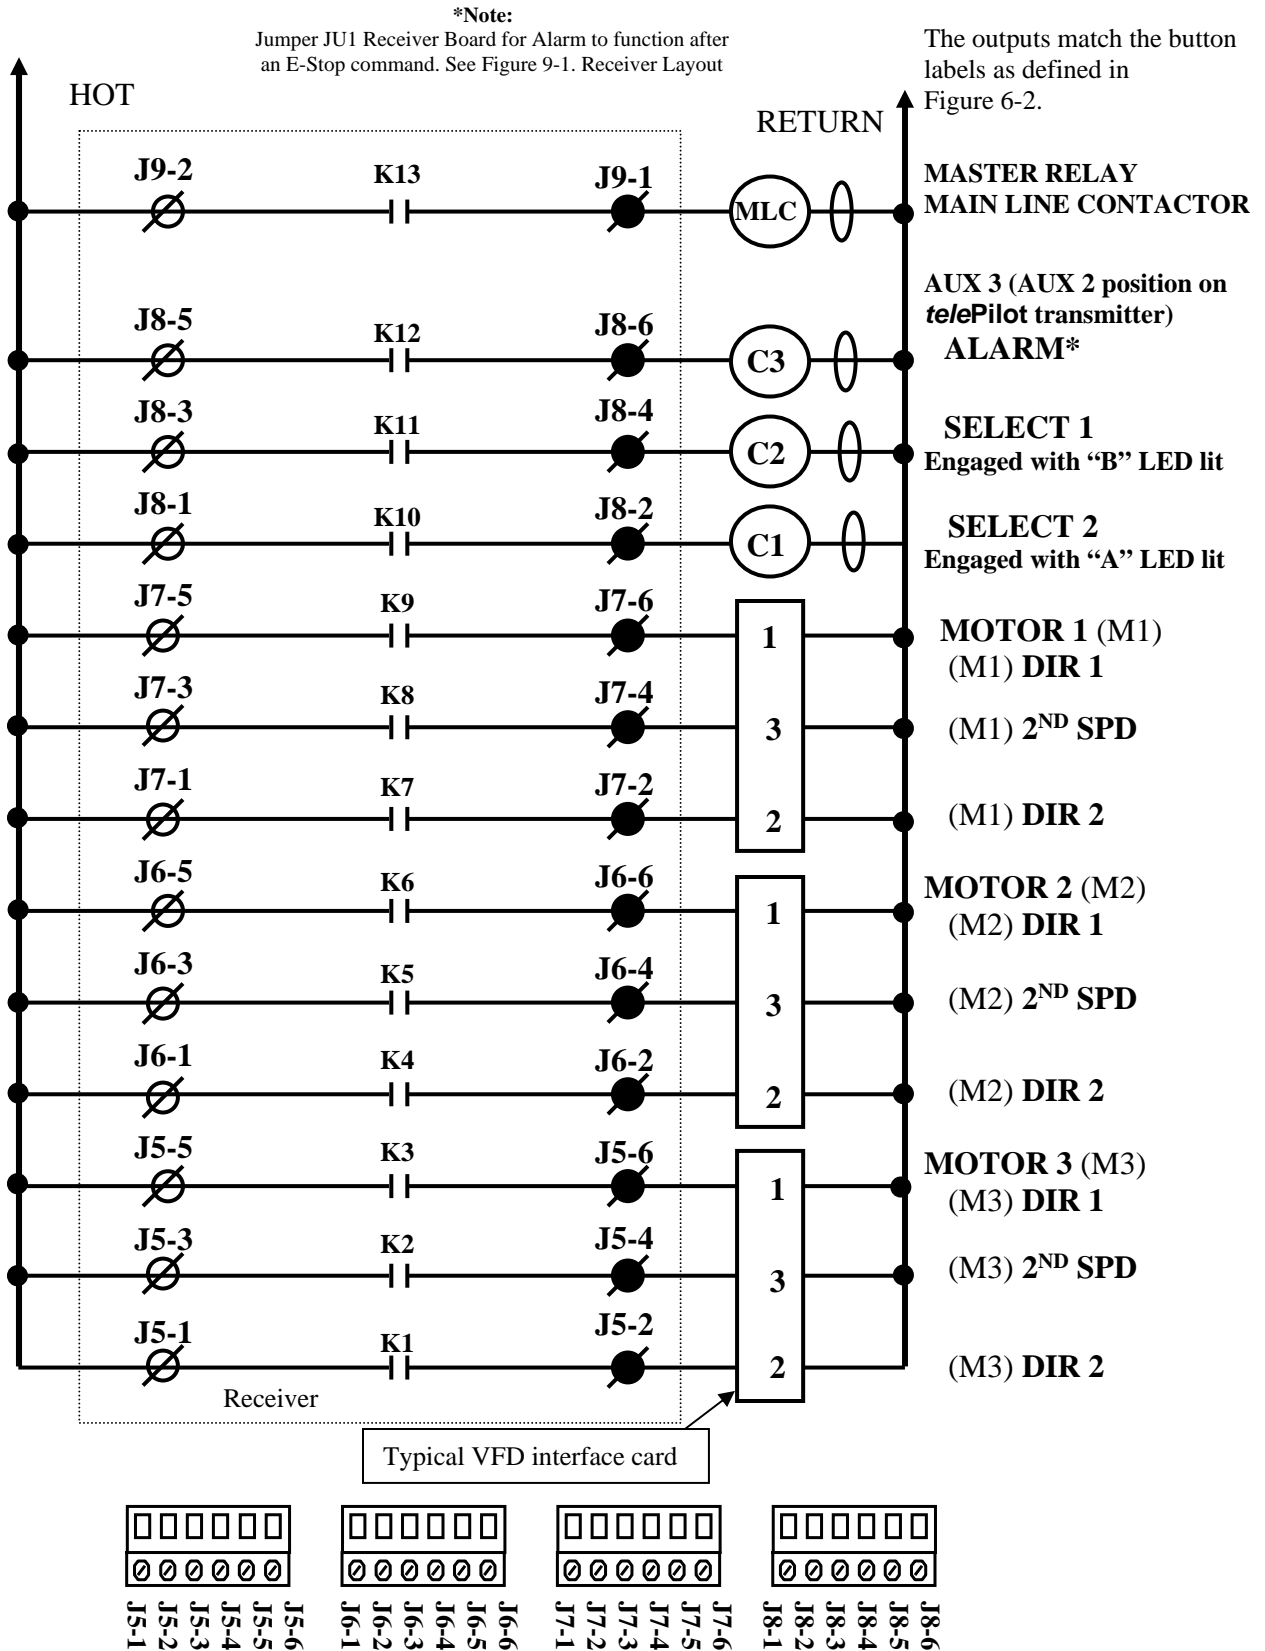 *Note:
Jumper JU1 Receiver Board for Alarm to function after
an E-Stop command. See Figure 9-1. Receiver Layout
The outputs match the button
labels as defined in
Figure 6-2.
HOT
RETURN
J9-2 K13 J9-1 MLC
MASTER RELAY
MAIN LINE CONTACTOR
AUX 3 (AUX 2 position on
telePilot transmitter)
ALARM*
J8-5 K12 J8-6 C3
J8-3 K11 J8-4 C2
SELECT 1
Engaged with “B” LED lit
J8-1 K10 J8-2 C1
SELECT 2
Engaged with “A” LED lit
J7-5 K9 J7-6 1
MOTOR 1 (M1)
(M1) DIR 1
J7-3 K8 J7-4 3 (M1) 2ND SPD
J7-1 K7 J7-2 2 (M1) DIR 2
J6-5 K6 J6-6 1
MOTOR 2 (M2)
(M2) DIR 1
J6-3 K5 J6-4 3 (M2) 2ND SPD
J6-1 K4 J6-2 2 (M2) DIR 2
J5-5 K3 J5-6 1
MOTOR 3 (M3)
(M3) DIR 1
J5-3 K2 J5-4 3 (M3) 2ND SPD
J5-1 K1 J5-2 2 (M3) DIR 2
Receiver
Typical VFD interface card
J5-1
J5-2
J5-3
J5-4
J5-5
J5-6
J6-1
J6-2
J6-3
J6-4
J6-5
J6-6
J7-1
J7-2
J7-3
J7-4
J7-5
J7-6
J8-1
J8-2
J8-3
J8-4
J8-5
J8-6